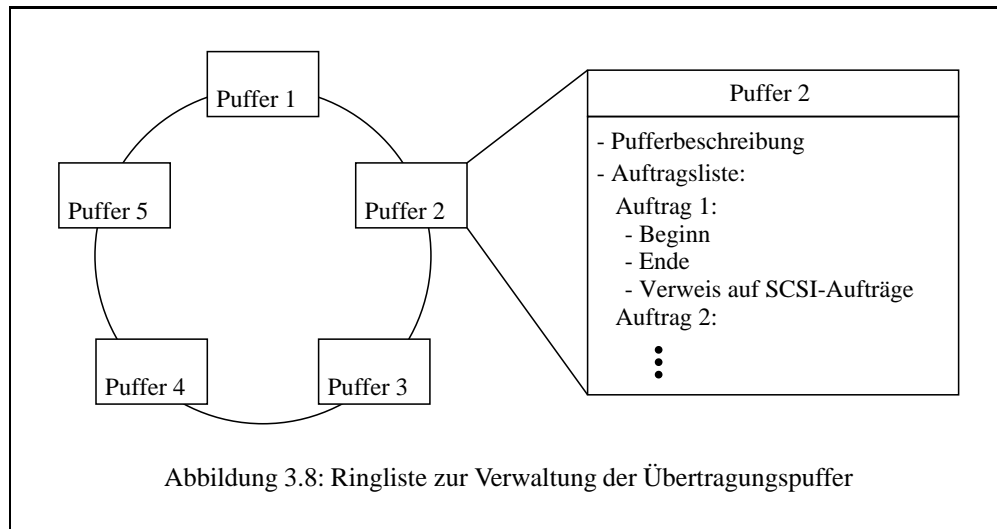 Puffer 1
Puffer 2
Puffer 3
Puffer 4
Puffer 5
Puffer 2
- Pufferbeschreibung
- Auftragsliste:
Auftrag 1:
- Beginn
- Ende
- Verweis auf SCSI-Aufträge
Auftrag 2:
Abbildung 3.8: Ringliste zur Verwaltung der Übertragungspuffer